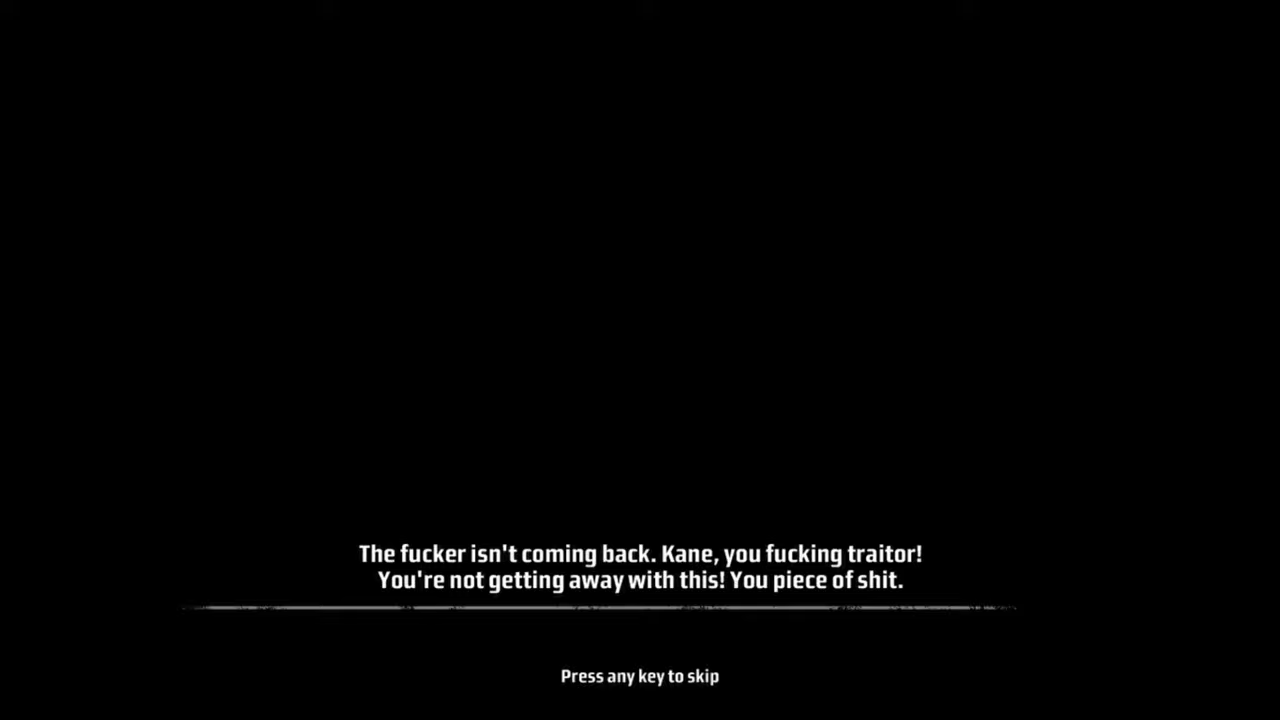 The fucker isn't coming back. Kane, you fucking traitor!
You're not getting away with this! You piece of shit.
Press any key to skip